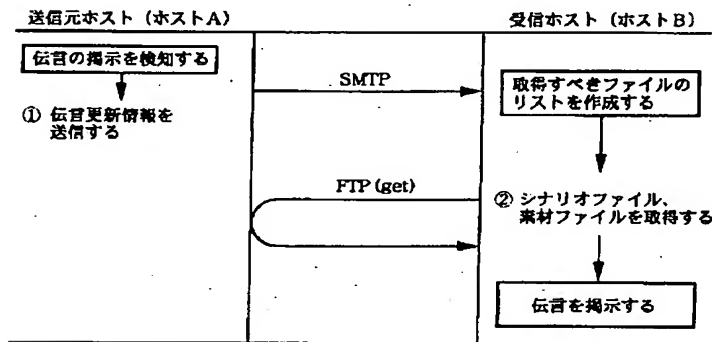 送信元ホスト（ホストA）
受信ホスト（ホストB）
伝言の掲示を検知する
SMTP
取得すべきファイルの
リストを作成する
① 伝言更新情報を
送信する
FTP (get)
② シナリオファイル、
素材ファイルを取得する
伝言を掲示する